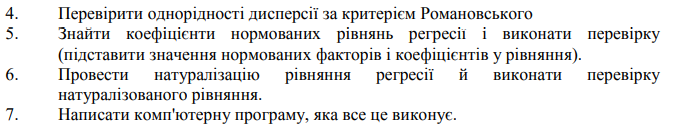 4. Перевірити однорідності дисперсії за критерієм Романовського
5. Знайти коефіцієнти нормованих рівнянь регресії і виконати перевірку
(підставити значення нормованих факторів і коефіцієнтів у рівняння).
6. Провести натуралізацію рівняння регресії й виконати перевірку
натуралізованого рівняння.
7. Написати комп'ютерну програму, яка все це виконує.